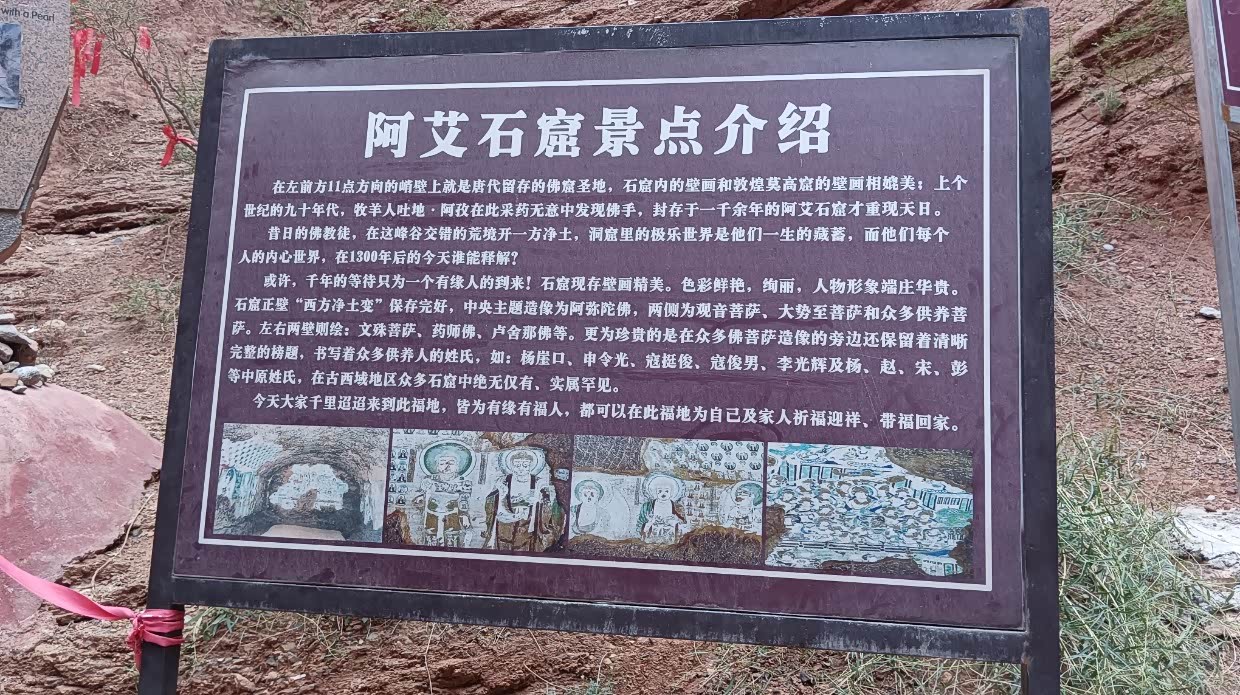 with a Pearl
阿艾石窟景点介绍
在左前方11点方向的峭壁上就是唐代留存的佛窟圣地，石窟内的壁画和敦煌莫高窟的壁画相媲美；上个
世纪的九十年代，牧羊人吐地·阿孜在此采药无意中发现佛手，封存于一千余年的阿艾石窟才重现天日。
昔日的佛教徒，在这峰谷交错的荒境开一方净土，洞窟里的极乐世界是他们一生的藏蓄，而他们每个
人的内心世界，在1300年后的今天谁能释解？
或许，千年的等待只为一个有缘人的到来！石窟现存壁画精美。色彩鲜艳，绚丽，人物形象端庄华贵。
石窟正壁“西方净土变”保存完好，中央主题造像为阿弥陀佛，两侧为观音菩萨、大势至菩萨和众多供养菩
萨。左右两壁则绘：文殊菩萨、药师佛、卢舍那佛等。更为珍贵的是在众多佛菩萨造像的旁边还保留着清晰
完整的榜题，书写着众多供养人的姓氏，如：杨崖口、申令光、寇挺俊、寇俊男、李光辉及杨、赵、宋、彭
等中原姓氏，在古西域地区众多石窟中绝无仅有、实属罕见。
今天大家千里迢迢来到此福地，皆为有缘有福人，都可以在此福地为自己及家人祈福迎祥、带福回家。